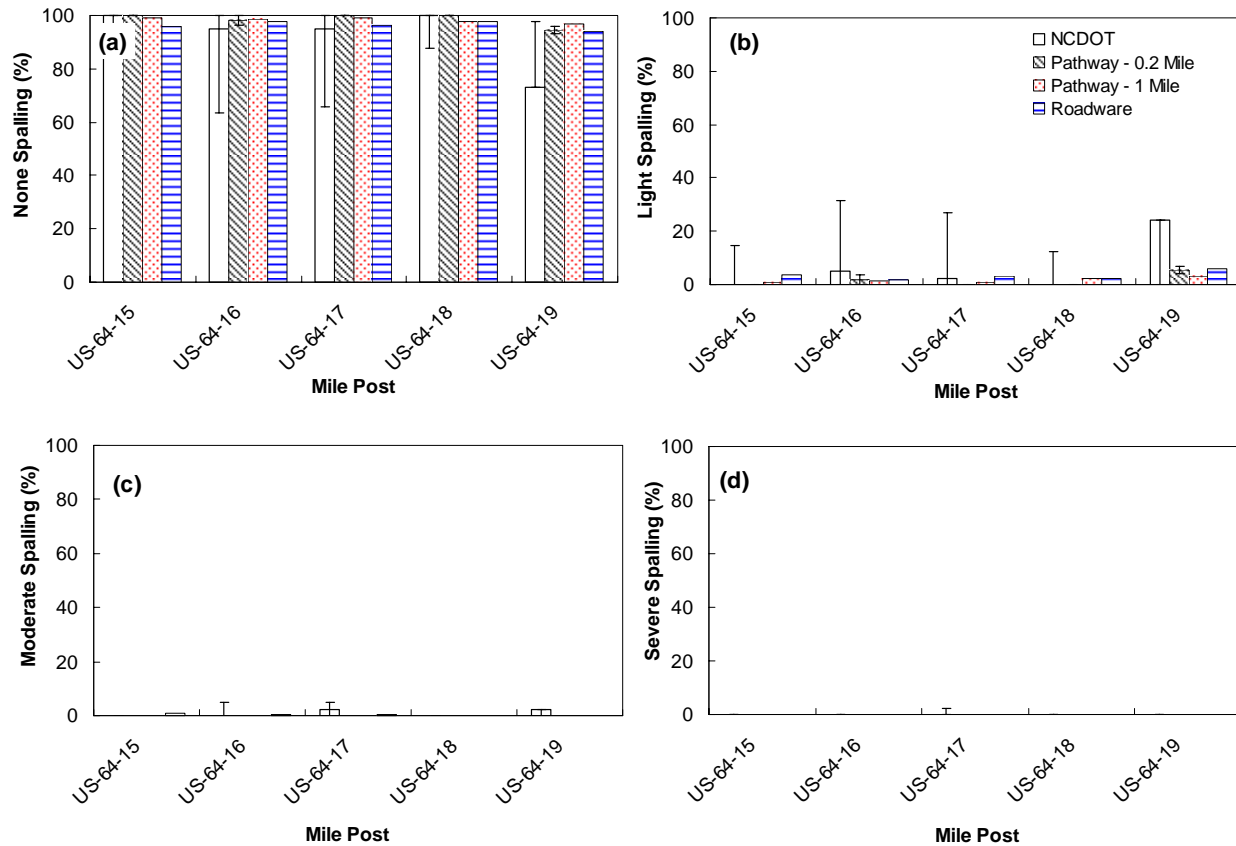 (a)
None Spalling (%)
100
80
60
40
20
0
US-64-15
US-64-16
US-64-17
US-64-18
US-64-19
Mile Post
(b)
Light Spalling (%)
100
80
60
40
20
0
NCDOT
Pathway - 0.2 Mile
Pathway - 1 Mile
Roadware
US-64-15
US-64-16
US-64-17
US-64-18
US-64-19
Mile Post
(c)
Moderate Spalling (%)
100
80
60
40
20
0
US-64-15
US-64-16
US-64-17
US-64-18
US-64-19
Mile Post
(d)
Severe Spalling (%)
100
80
60
40
20
0
US-64-15
US-64-16
US-64-17
US-64-18
US-64-19
Mile Post